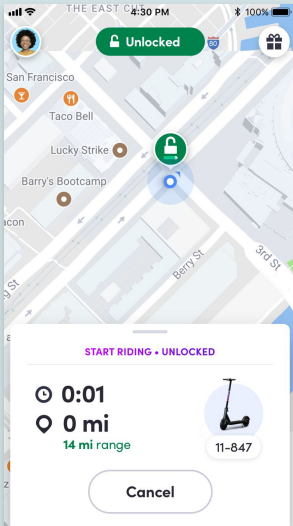 THE EAST CUT
4:30 PM
100%
Unlocked
80
San Francisco
Taco Bell
Lucky Strike
Barry's Bootcamp
acon
Berry St
3rd St
g St
START RIDING • UNLOCKED
0:01
0 mi
14 mi range
11-847
Cancel